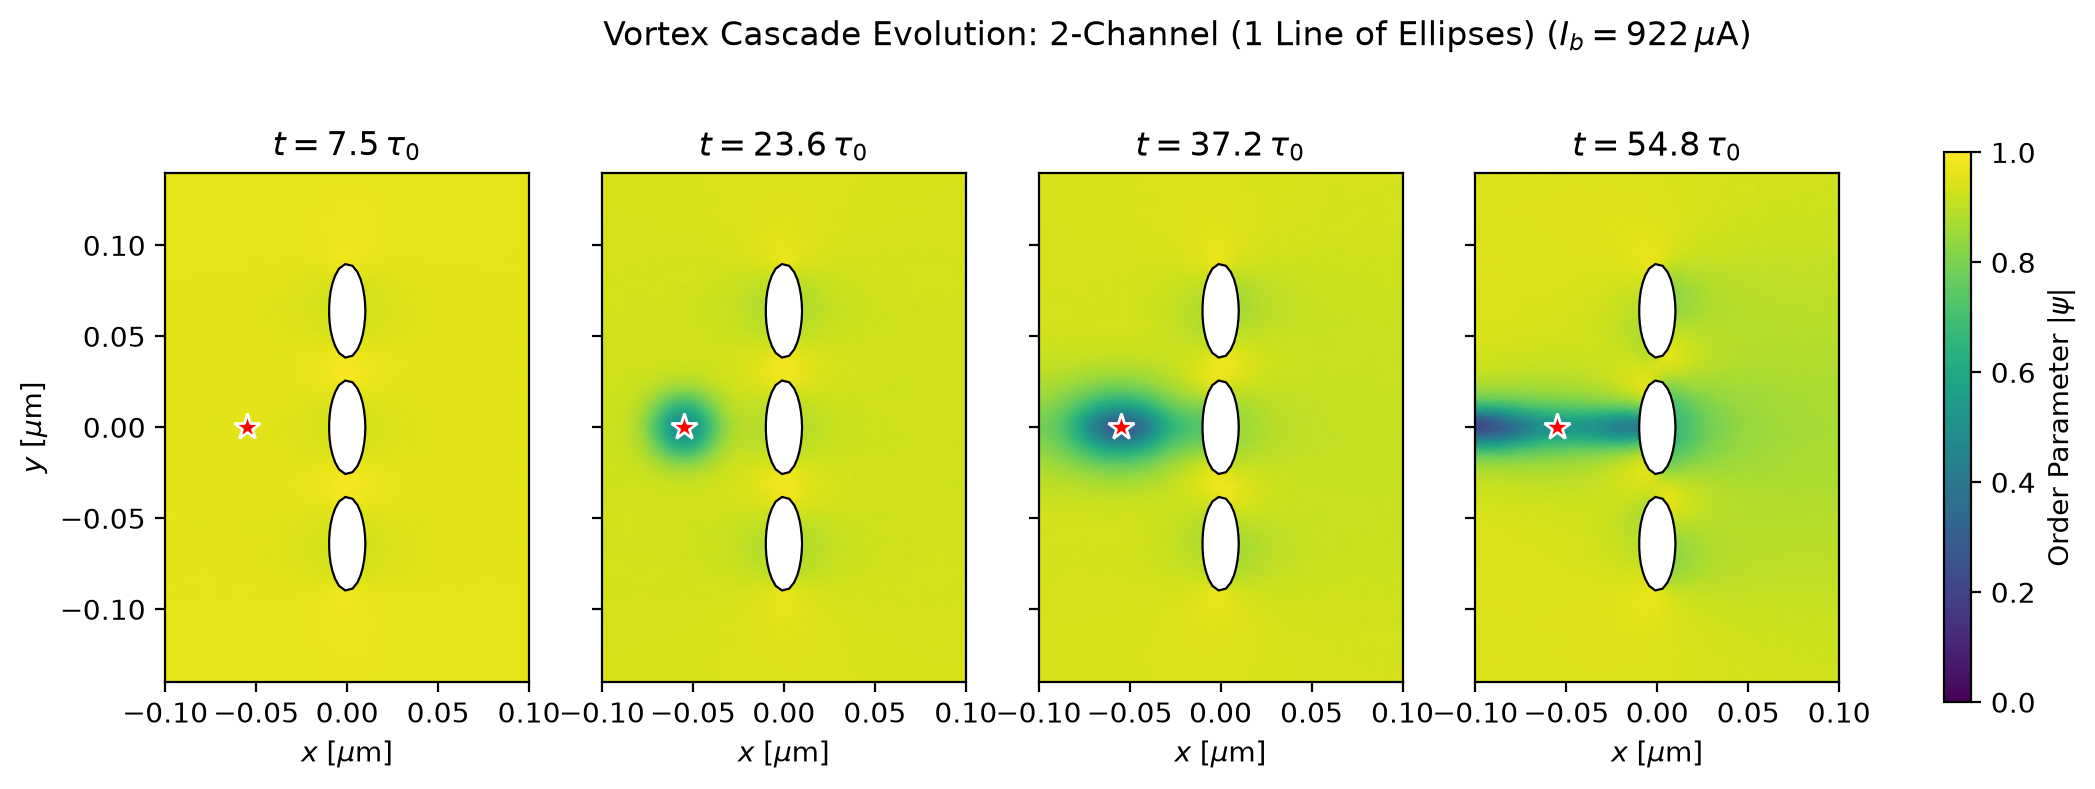 Vortex Cascade Evolution: 2-Channel (1 Line of Ellipses) (I_b = 922 μA)
t = 7.5 τ₀
t = 23.6 τ₀
t = 37.2 τ₀
t = 54.8 τ₀
y [μm]
0.10
0.05
0.00
−0.05
−0.10
−0.10 −0.05 0.00 0.05 0.10
−0.10 −0.05 0.00 0.05 0.10
−0.10 −0.05 0.00 0.05 0.10
−0.10 −0.05 0.00 0.05 0.10
x [μm]
x [μm]
x [μm]
x [μm]
1.0
0.8
0.6
0.4
0.2
0.0
Order Parameter |ψ|